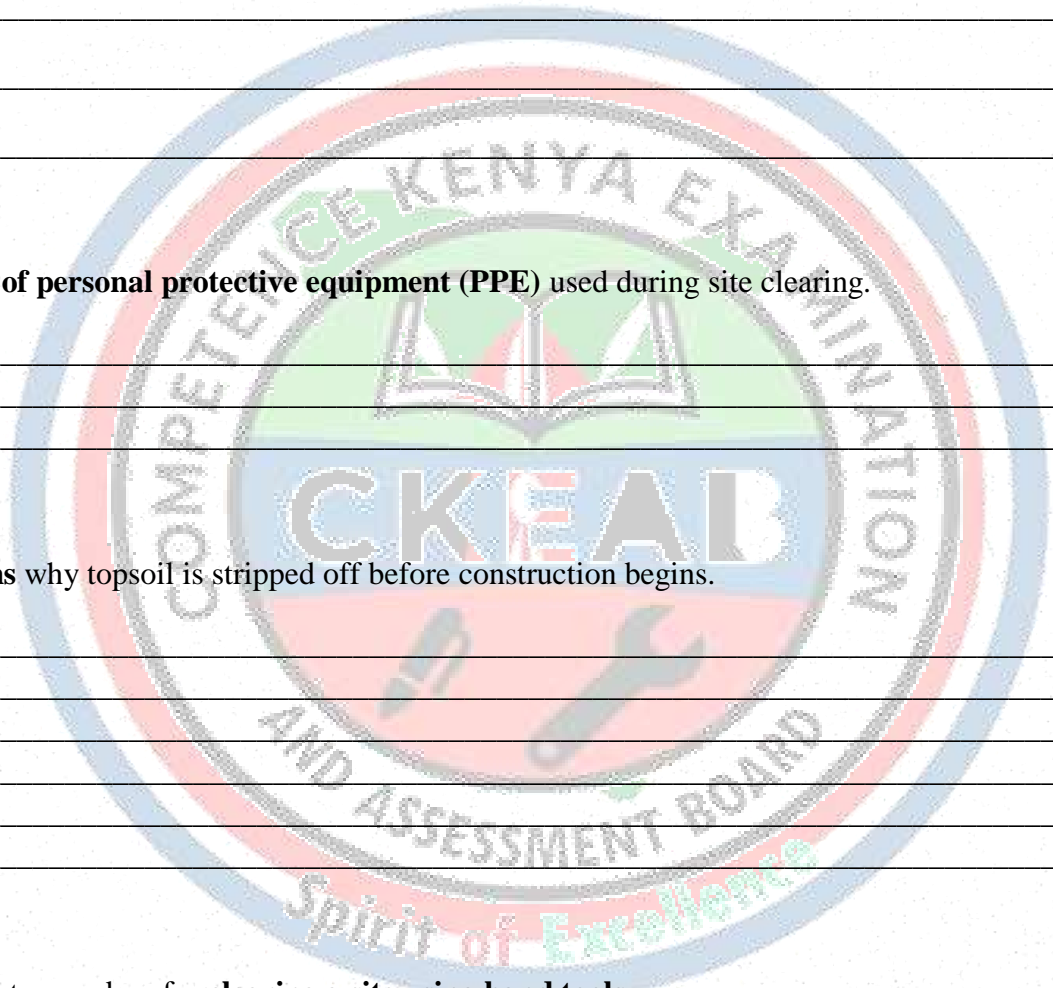 COMPETENCE KENYA EXAMINATION
of personal protective equipment (PPE) used during site clearing.
CKEAB
why topsoil is stripped off before construction begins.
AND ASSESSMENT BOARD
Spirit of Excellence